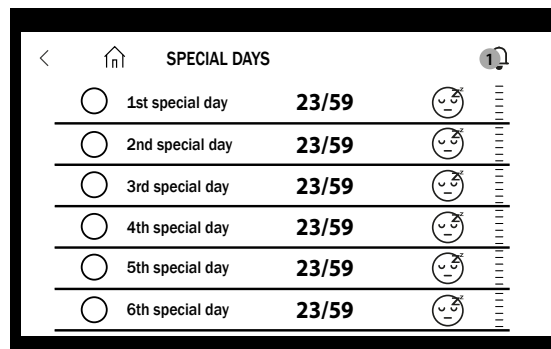 SPECIAL DAYS 1
1st special day 23/59
2nd special day 23/59
3rd special day 23/59
4th special day 23/59
5th special day 23/59
6th special day 23/59